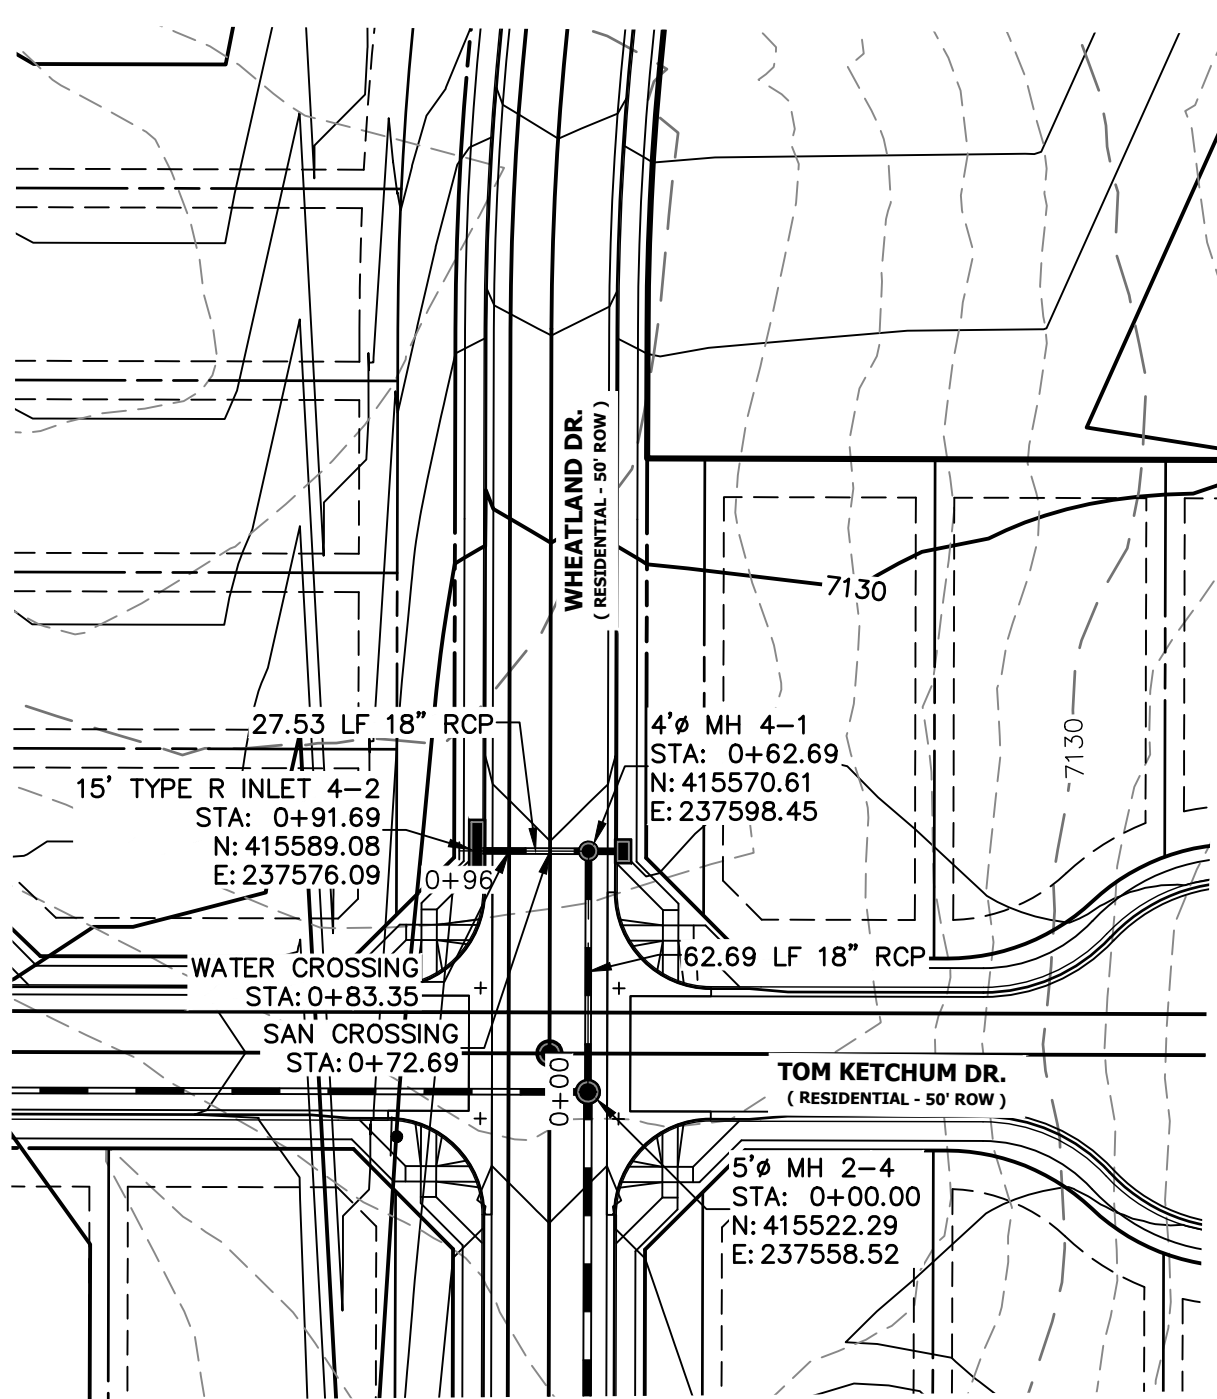 WHEATLAND DR.
( RESIDENTIAL - 50' ROW )
7130
7130
27.53 LF 18" RCP
4'ø MH 4-1
STA: 0+62.69
N: 415570.61
E: 237598.45
15' TYPE R INLET 4-2
STA: 0+91.69
N: 415589.08
E: 237576.09
0+96
62.69 LF 18" RCP
WATER CROSSING
STA: 0+83.35
SAN CROSSING
STA: 0+72.69
0+00
TOM KETCHUM DR.
( RESIDENTIAL - 50' ROW )
5'ø MH 2-4
STA: 0+00.00
N: 415522.29
E: 237558.52